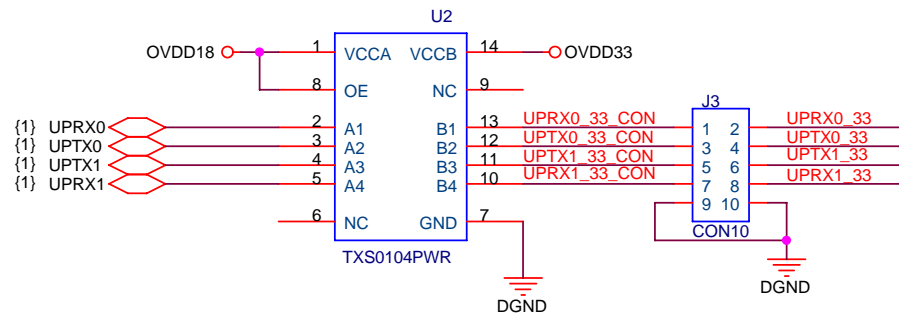 U2
OVDD18 1 VCCA VCCB 14 OVDD33
8 OE NC 9
J3
{1} UPRX0 2 A1 B1 13 UPRX0_33_CON 1 2 UPRX0_33
{1} UPTX0 3 A2 B2 12 UPTX0_33_CON 3 4 UPTX0_33
{1} UPTX1 4 A3 B3 11 UPTX1_33_CON 5 6 UPTX1_33
{1} UPRX1 5 A4 B4 10 UPRX1_33_CON 7 8 UPRX1_33
9 10
6 NC GND 7
CON10
TXS0104PWR
DGND
DGND